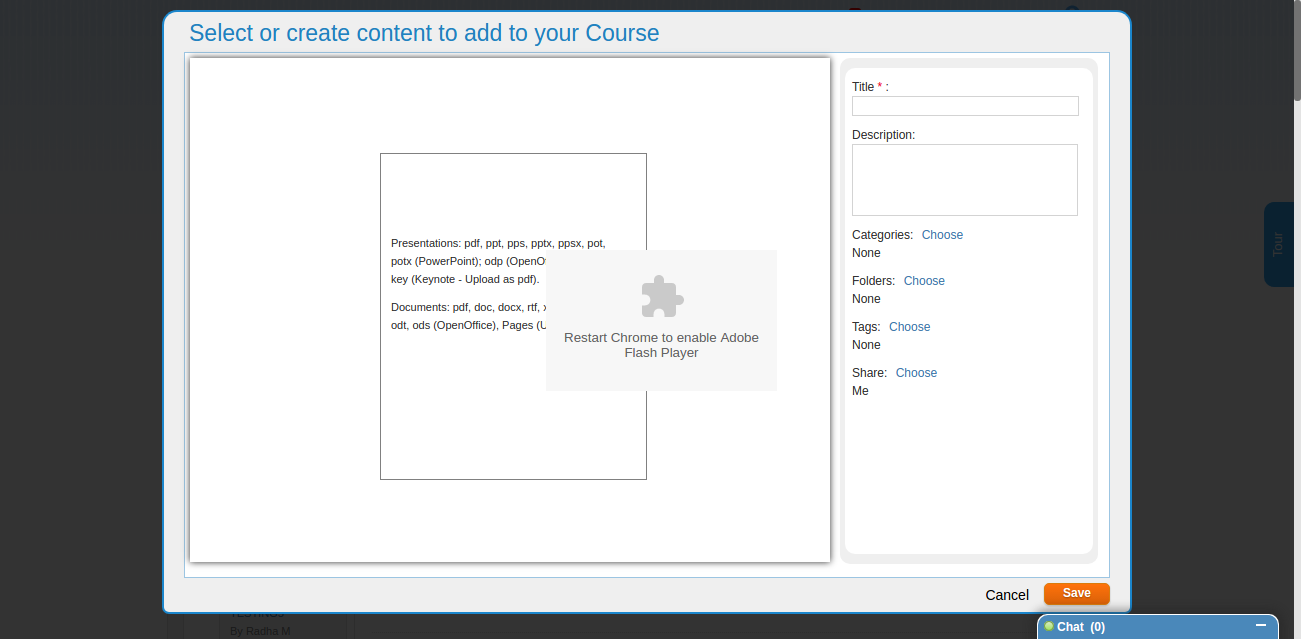 Select or create content to add to your Course
Presentations: pdf, ppt, pps, pptx, ppsx, pot,
potx (PowerPoint); odp (OpenO
key (Keynote - Upload as pdf).
Documents: pdf, doc, docx, rtf,
odt, ods (OpenOffice), Pages (U
Restart Chrome to enable Adobe
Flash Player
Title * :
Description:
Categories: Choose
None
Folders: Choose
None
Tags: Choose
None
Share: Choose
Me
Tour
Cancel
Save
By Radha M
Chat (0)